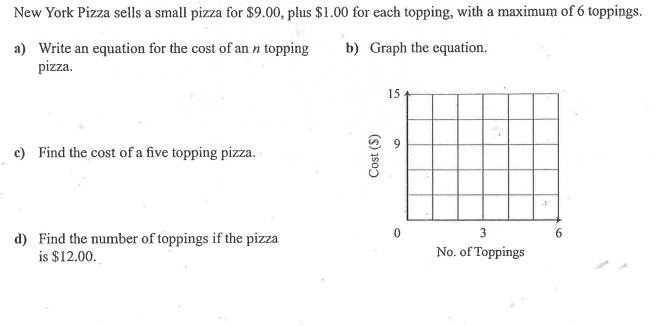 New York Pizza sells a small pizza for $9.00, plus $1.00 for each topping, with a maximum of 6 toppings.
a) Write an equation for the cost of an n topping
pizza.
b) Graph the equation.
15
9
Cost ($)
0
3
6
No. of Toppings
c) Find the cost of a five topping pizza.
d) Find the number of toppings if the pizza
is $12.00.